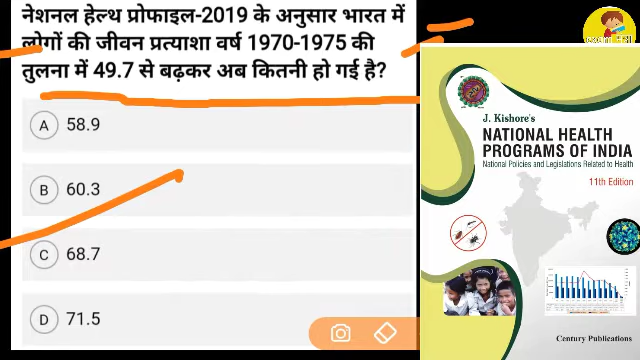 नेशनल हेल्थ प्रोफाइल-2019 के अनुसार भारत में
लोगों की जीवन प्रत्याशा वर्ष 1970-1975 की
तुलना में 49.7 से बढ़कर अब कितनी हो गई है?
A 58.9
B 60.3
C 68.7
D 71.5
J. Kishore's
NATIONAL HEALTH
PROGRAMS OF INDIA
National Policies and Legislations Related to Health
11th Edition
Century Publications